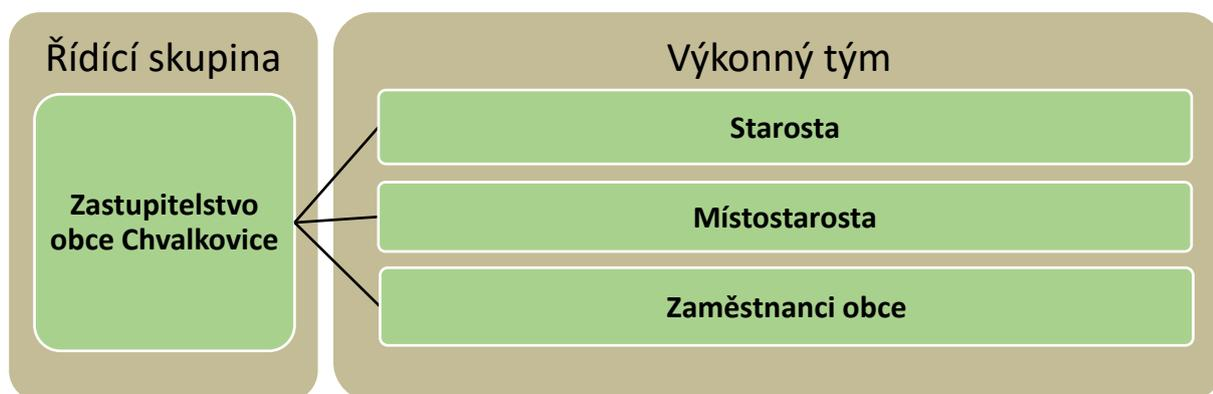 Řídící skupina
Zastupitelstvo
obce Chvalkovice
Výkonný tým
Starosta
Místostarosta
Zaměstnanci obce